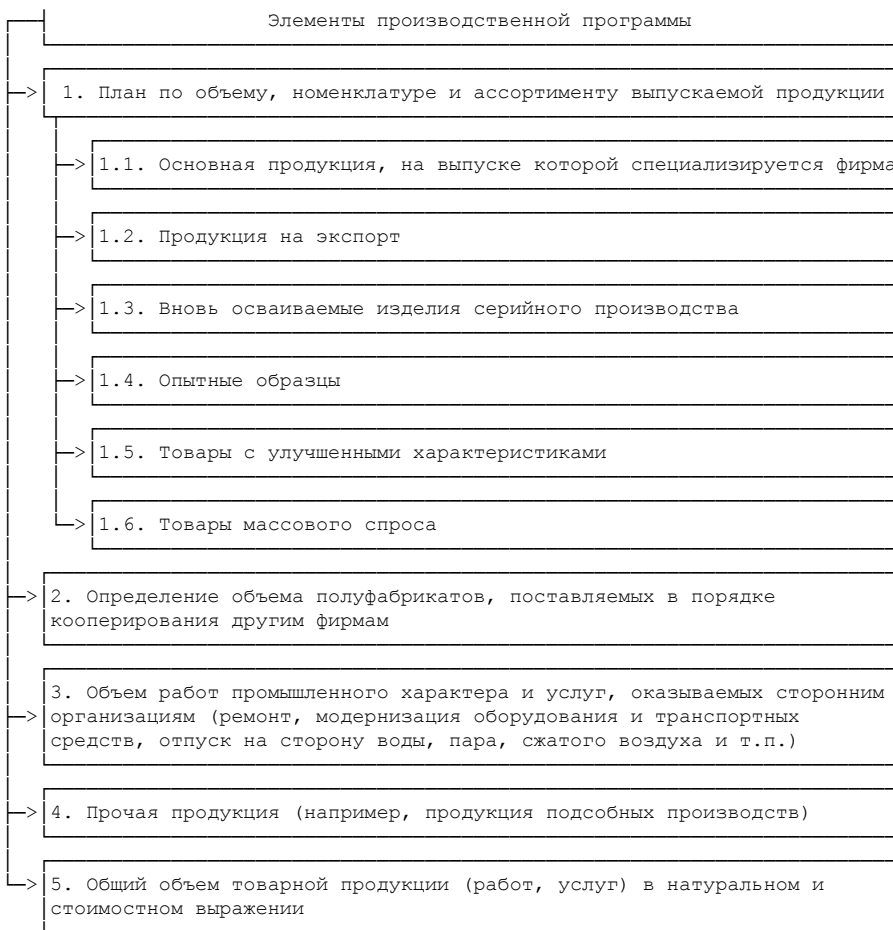 Элементы производственной программы
1. План по объему, номенклатуре и ассортименту выпускаемой продукции
1.1. Основная продукция, на выпуске которой специализируется фирма
1.2. Продукция на экспорт
1.3. Вновь осваиваемые изделия серийного производства
1.4. Опытные образцы
1.5. Товары с улучшенными характеристиками
1.6. Товары массового спроса
2. Определение объема полуфабрикатов, поставляемых в порядке
кооперирования другим фирмам
3. Объем работ промышленного характера и услуг, оказываемых сторонним
организациям (ремонт, модернизация оборудования и транспортных
средств, отпуск на сторону воды, пара, сжатого воздуха и т.п.)
4. Прочая продукция (например, продукция подсобных производств)
5. Общий объем товарной продукции (работ, услуг) в натуральном и
стоимостном выражении